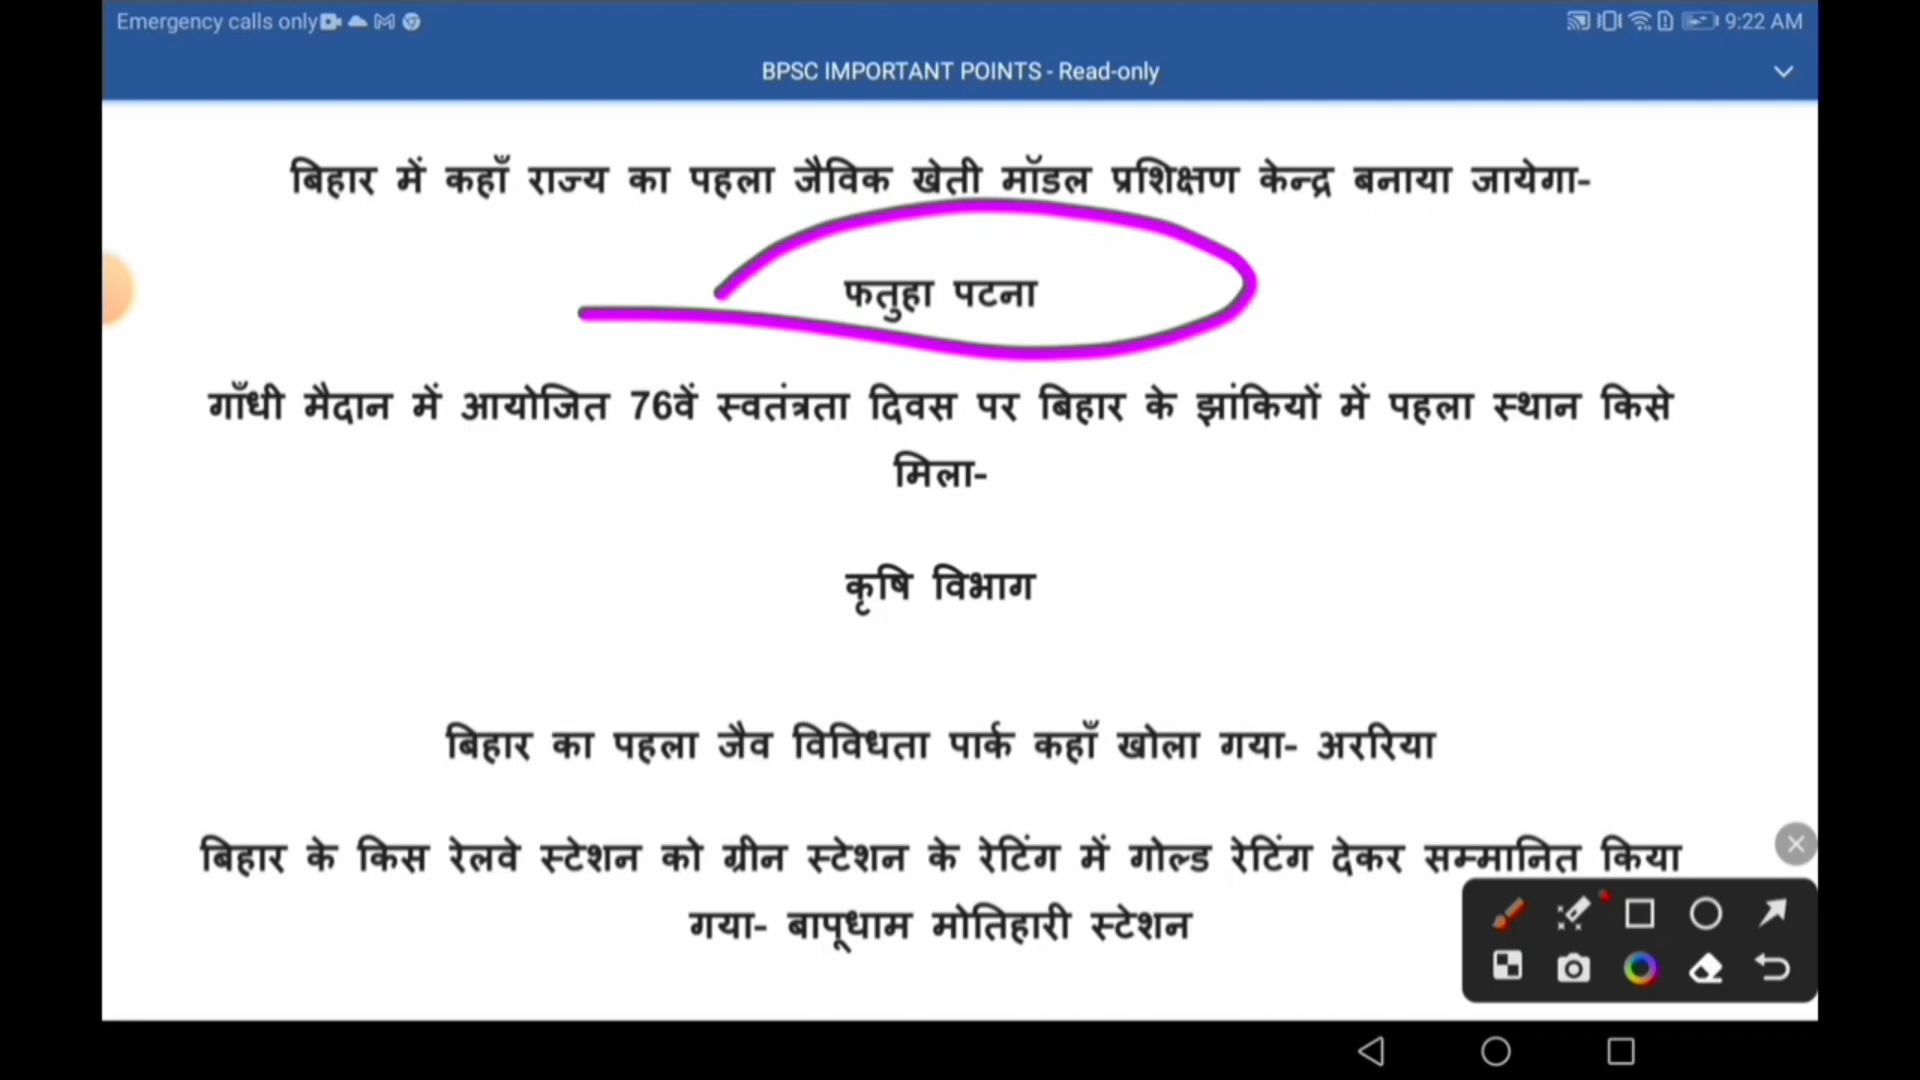 Emergency calls only
9:22 AM
BPSC IMPORTANT POINTS - Read-only
बिहार में कहाँ राज्य का पहला जैविक खेती मॉडल प्रशिक्षण केन्द्र बनाया जायेगा-
फतुहा पटना
गाँधी मैदान में आयोजित 76वें स्वतंत्रता दिवस पर बिहार के झांकियों में पहला स्थान किसे
मिला-
कृषि विभाग
बिहार का पहला जैव विविधता पार्क कहाँ खोला गया- अररिया
बिहार के किस रेलवे स्टेशन को ग्रीन स्टेशन के रेटिंग में गोल्ड रेटिंग देकर सम्मानित किया
गया- बापूधाम मोतिहारी स्टेशन